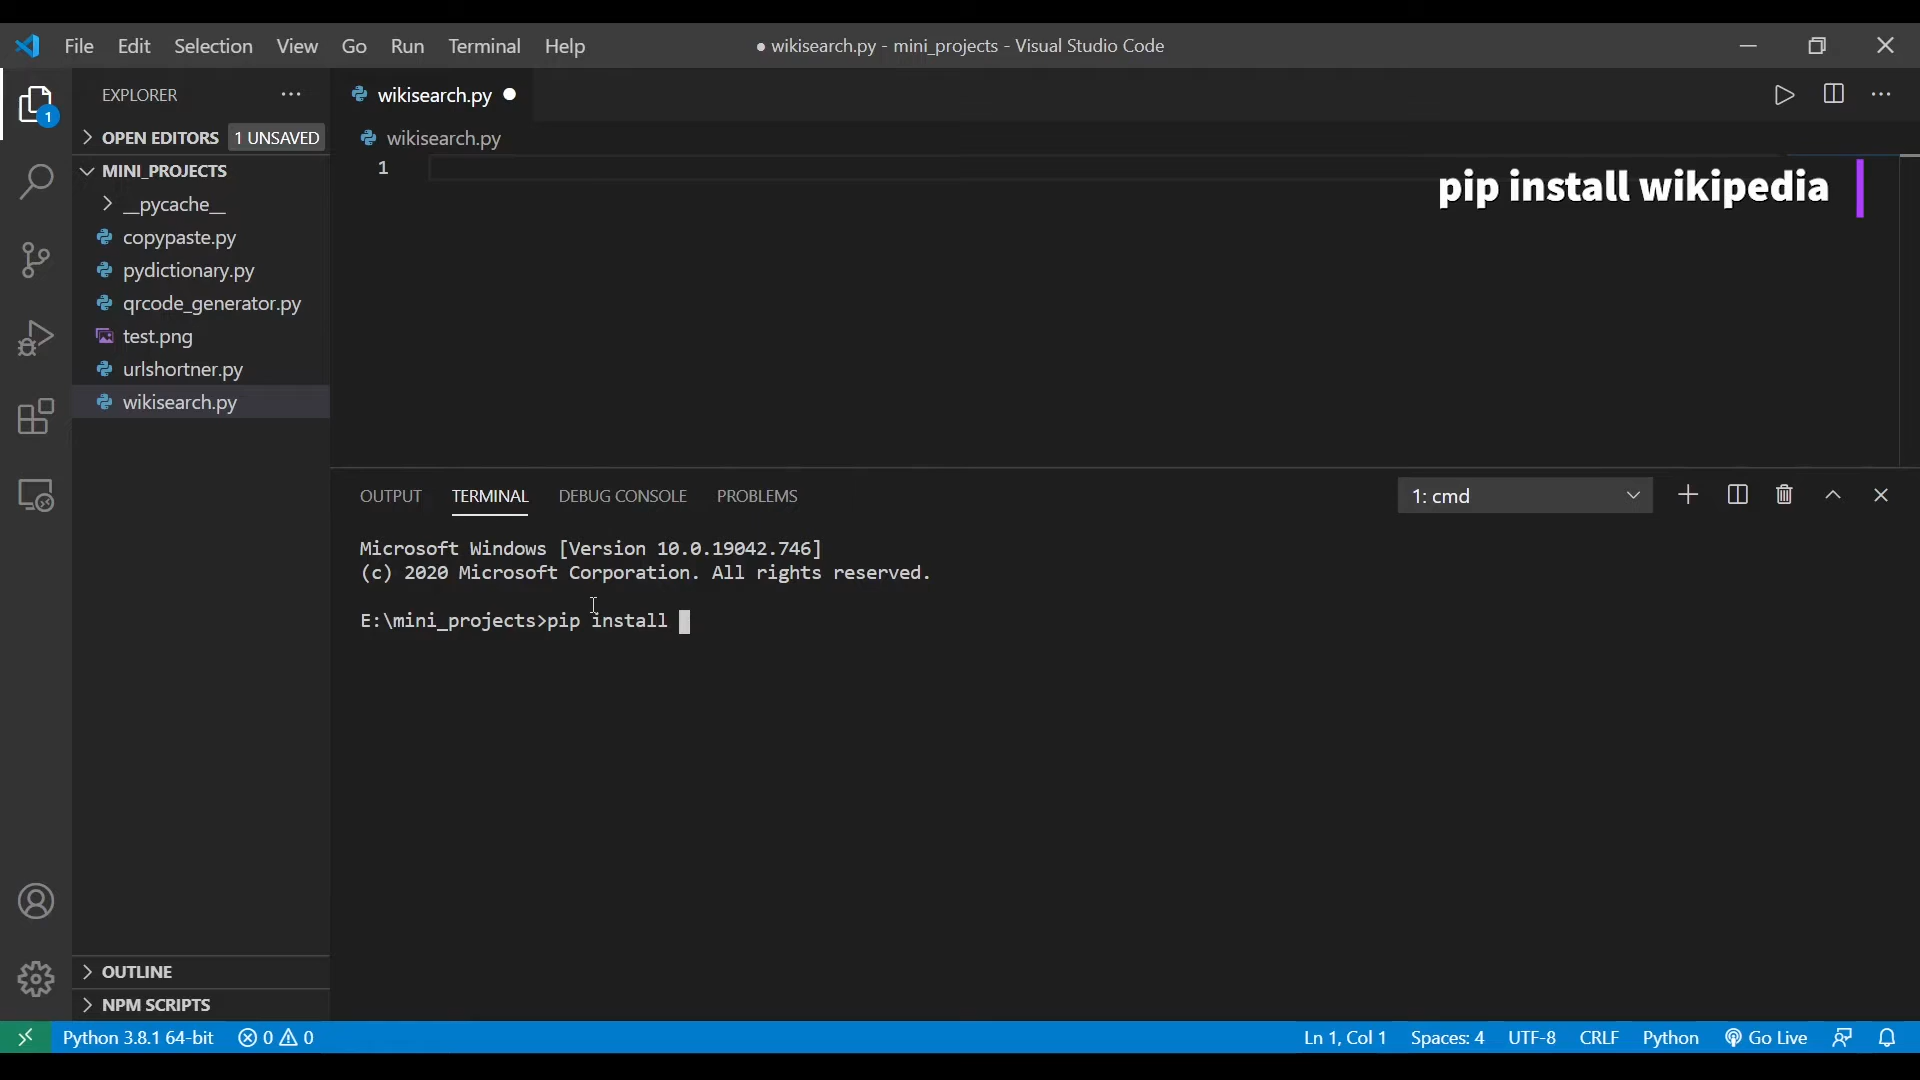 File Edit Selection View Go Run Terminal Help
● wikisearch.py - mini_projects - Visual Studio Code
EXPLORER
1
OPEN EDITORS 1 UNSAVED
MINI_PROJECTS
__pycache__
copypaste.py
pydictionary.py
qrcode_generator.py
test.png
urlshortner.py
wikisearch.py
OUTLINE
NPM SCRIPTS
wikisearch.py
wikisearch.py
1
pip install wikipedia
OUTPUT TERMINAL DEBUG CONSOLE PROBLEMS
1: cmd
Microsoft Windows [Version 10.0.19042.746]
(c) 2020 Microsoft Corporation. All rights reserved.
E:\mini_projects>pip install
Python 3.8.1 64-bit 0 0 Ln 1, Col 1 Spaces: 4 UTF-8 CRLF Python Go Live